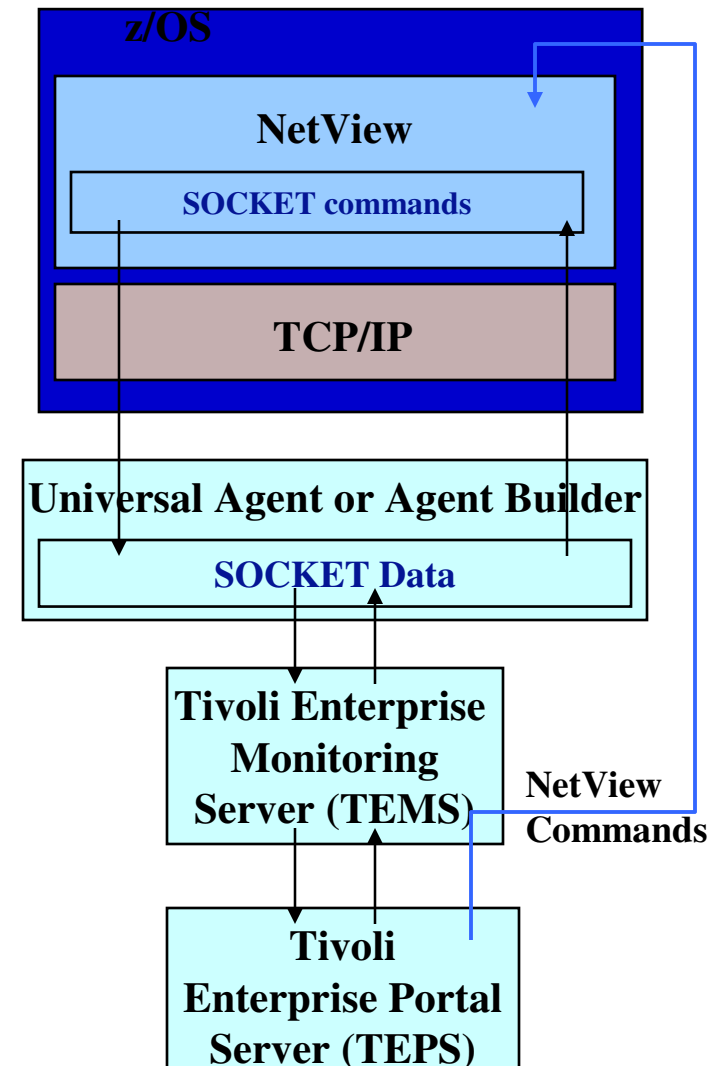 z/OS
NetView
SOCKET commands
TCP/IP
Universal Agent or Agent Builder
SOCKET Data
Tivoli Enterprise
Monitoring
Server (TEMS)
NetView
Commands
Tivoli
Enterprise Portal
Server (TEPS)